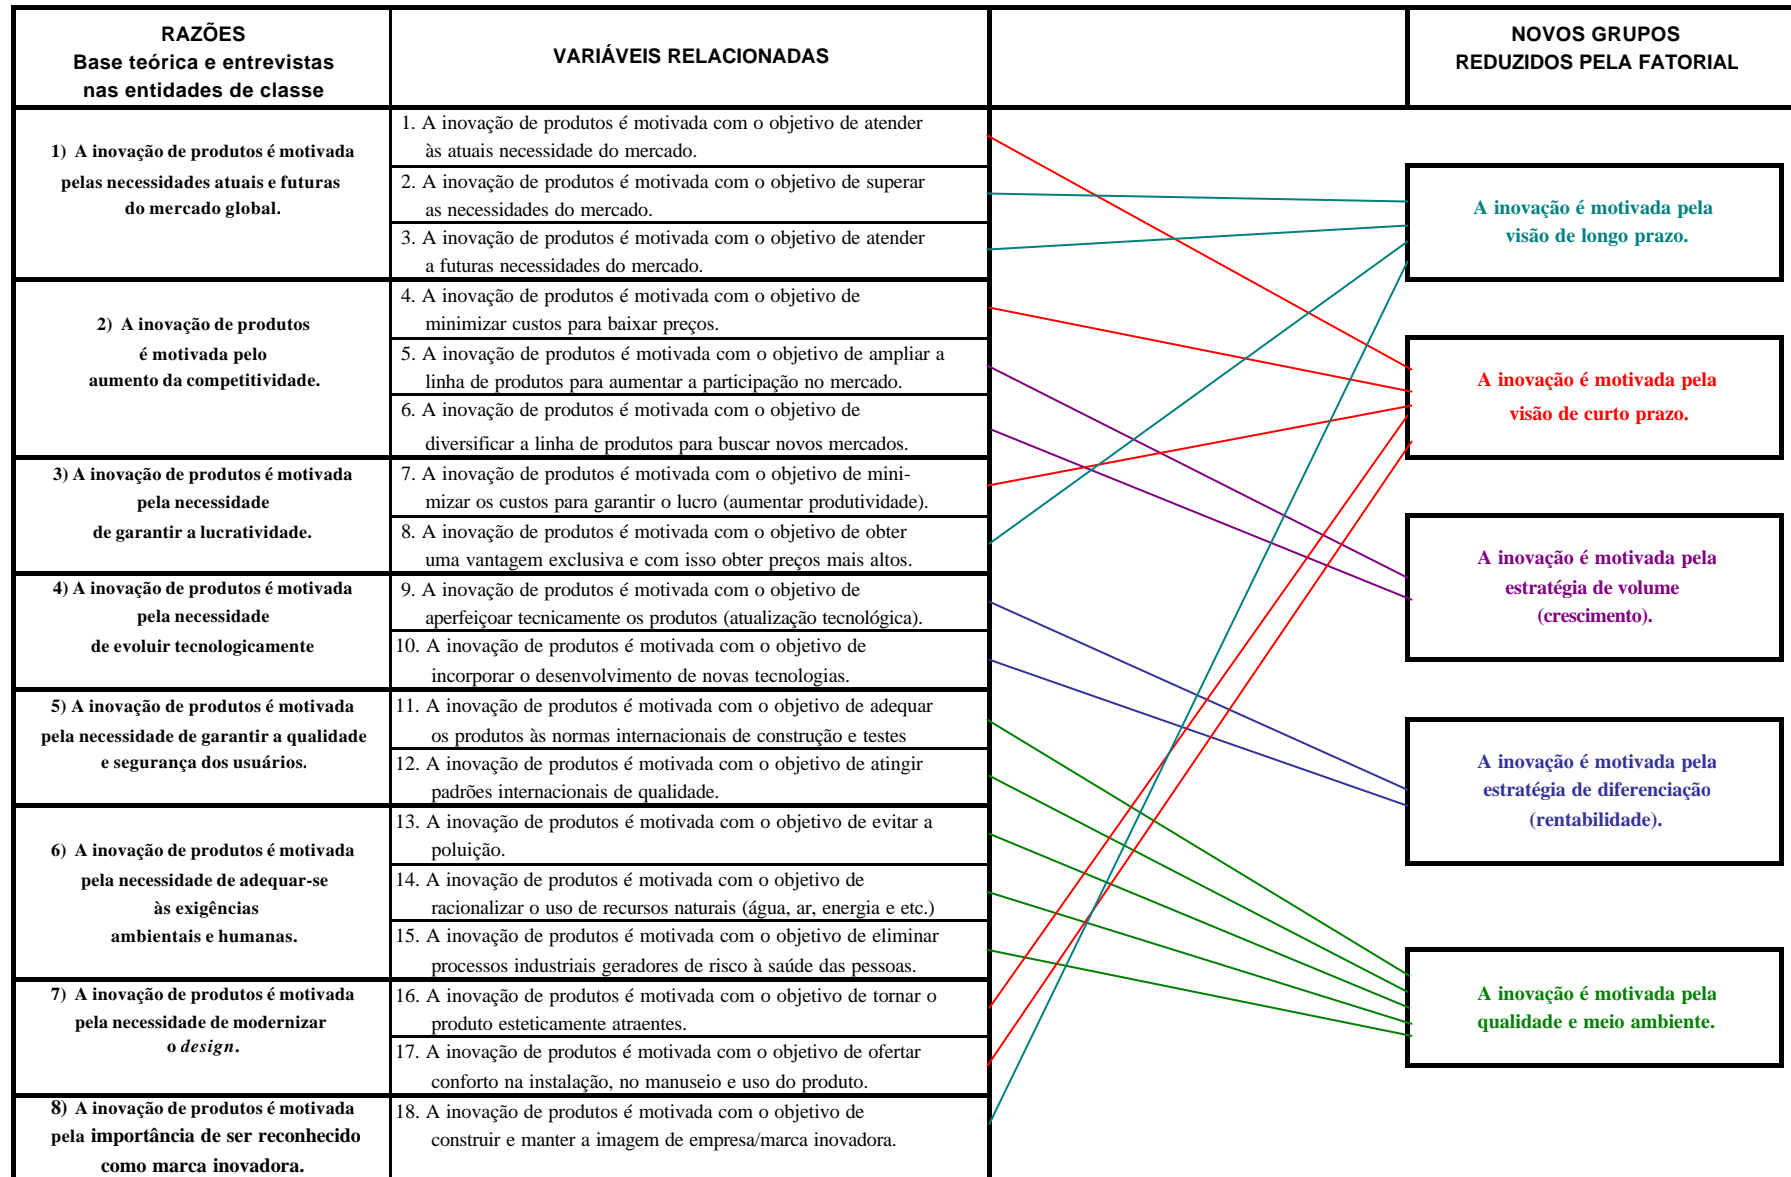 RAZÕES
Base teórica e entrevistas
nas entidades de classe
VARIÁVEIS RELACIONADAS
NOVOS GRUPOS
REDUZIDOS PELA FATORIAL
1) A inovação de produtos é motivada
pelas necessidades atuais e futuras
do mercado global.
1. A inovação de produtos é motivada com o objetivo de atender
às atuais necessidade do mercado.
2. A inovação de produtos é motivada com o objetivo de superar
as necessidades do mercado.
3. A inovação de produtos é motivada com o objetivo de atender
a futuras necessidades do mercado.
2) A inovação de produtos
é motivada pelo
aumento da competitividade.
4. A inovação de produtos é motivada com o objetivo de
minimizar custos para baixar preços.
5. A inovação de produtos é motivada com o objetivo de ampliar a
linha de produtos para aumentar a participação no mercado.
6. A inovação de produtos é motivada com o objetivo de
diversificar a linha de produtos para buscar novos mercados.
3) A inovação de produtos é motivada
pela necessidade
de garantir a lucratividade.
7. A inovação de produtos é motivada com o objetivo de mini-
mizar os custos para garantir o lucro (aumentar produtividade).
8. A inovação de produtos é motivada com o objetivo de obter
uma vantagem exclusiva e com isso obter preços mais altos.
4) A inovação de produtos é motivada
pela necessidade
de evoluir tecnologicamente
9. A inovação de produtos é motivada com o objetivo de
aperfeiçoar tecnicamente os produtos (atualização tecnológica).
10. A inovação de produtos é motivada com o objetivo de
incorporar o desenvolvimento de novas tecnologias.
5) A inovação de produtos é motivada
pela necessidade de garantir a qualidade
e segurança dos usuários.
11. A inovação de produtos é motivada com o objetivo de adequar
os produtos às normas internacionais de construção e testes
12. A inovação de produtos é motivada com o objetivo de atingir
padrões internacionais de qualidade.
6) A inovação de produtos é motivada
pela necessidade de adequar-se
às exigências
ambientais e humanas.
13. A inovação de produtos é motivada com o objetivo de evitar a
poluição.
14. A inovação de produtos é motivada com o objetivo de
racionalizar o uso de recursos naturais (água, ar, energia e etc.)
15. A inovação de produtos é motivada com o objetivo de eliminar
processos industriais geradores de risco à saúde das pessoas.
7) A inovação de produtos é motivada
pela necessidade de modernizar
o design.
16. A inovação de produtos é motivada com o objetivo de tornar o
produto esteticamente atraentes.
17. A inovação de produtos é motivada com o objetivo de ofertar
conforto na instalação, no manuseio e uso do produto.
8) A inovação de produtos é motivada
pela importância de ser reconhecido
como marca inovadora.
18. A inovação de produtos é motivada com o objetivo de
construir e manter a imagem de empresa/marca inovadora.
A inovação é motivada pela
visão de longo prazo.
A inovação é motivada pela
visão de curto prazo.
A inovação é motivada pela
estratégia de volume
(crescimento).
A inovação é motivada pela
estratégia de diferenciação
(rentabilidade).
A inovação é motivada pela
qualidade e meio ambiente.